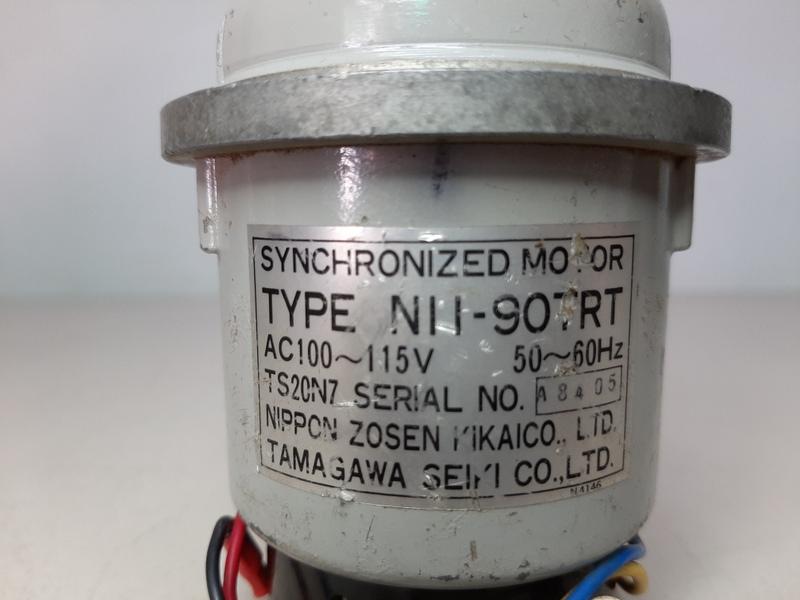 SYNCHRONIZED MOTOR
TYPE NH-90TRT
AC100~115V 50~60Hz
TS20N7 SERIAL NO. A8405
NIPPON ZOSEN KIKAICO., LTD.
TAMAGAWA SEIKI CO.,LTD.
N4146